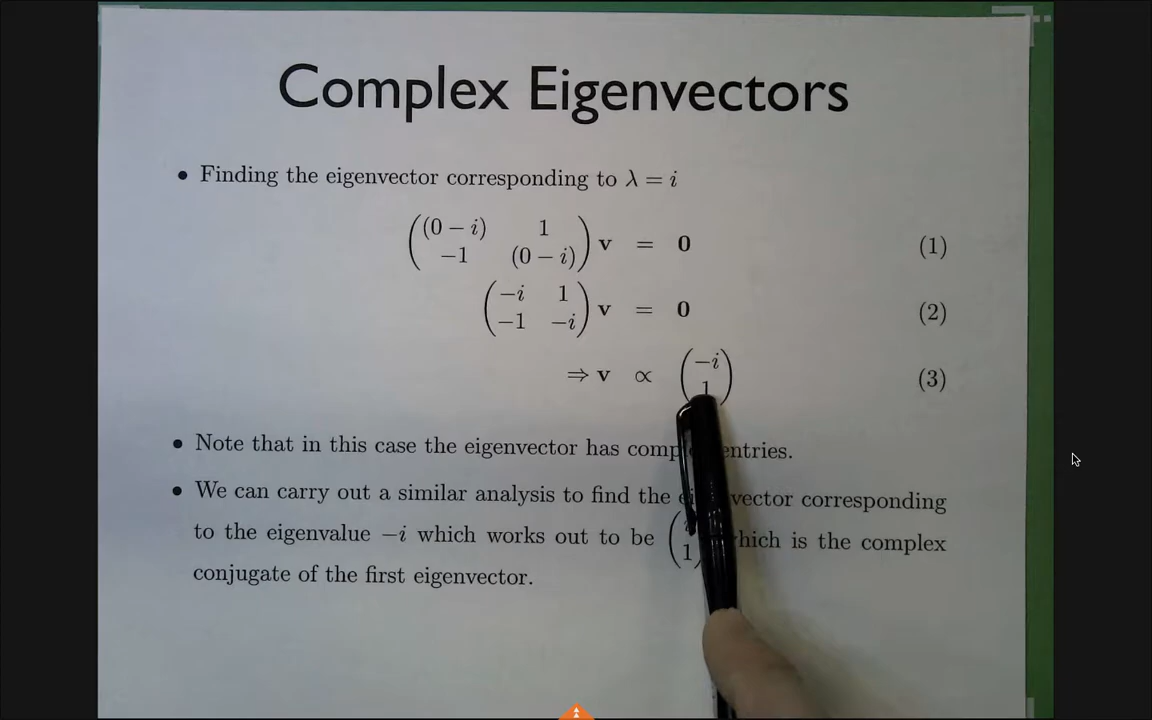 Complex Eigenvectors
• Finding the eigenvector corresponding to λ = i
( (0 − i) 1 ; −1 (0 − i) ) v = 0 (1)
( −i 1 ; −1 −i ) v = 0 (2)
⇒ v ∝ ( −i ; 1 ) (3)
• Note that in this case the eigenvector has entries.
• We can carry out a similar analysis to find the corresponding
to the eigenvalue −i which works out to be ( 1 which is the complex
conjugate of the first eigenvector.